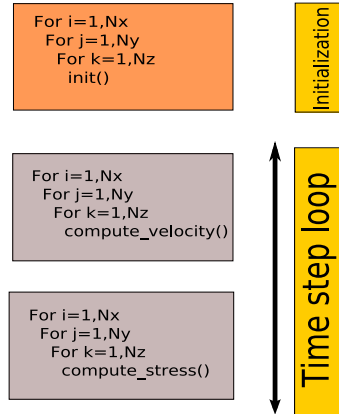 For i=1,Nx
For j=1,Ny
For k=1,Nz
init()
Initialization
For i=1,Nx
For j=1,Ny
For k=1,Nz
compute_velocity()
For i=1,Nx
For j=1,Ny
For k=1,Nz
compute_stress()
Time step loop